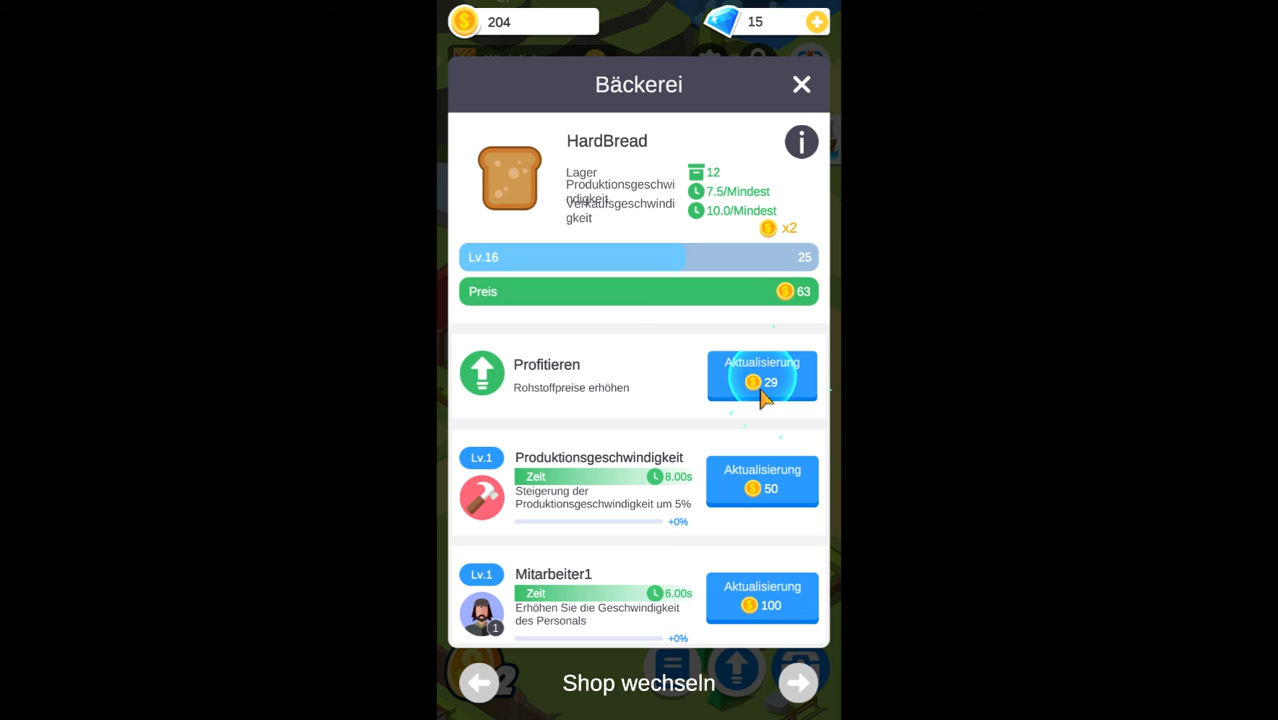 204
15
Bäckerei
HardBread
Lager
12
Produktionsgeschwi
ndigkeit
7.5/Mindest
Verkaufsgeschwindi
gkeit
10.0/Mindest
x2
Lv.16
25
Preis
63
Profitieren
Rohstoffpreise erhöhen
Aktualisierung
29
Lv.1
Produktionsgeschwindigkeit
Zeit
8.00s
Steigerung der
Produktionsgeschwindigkeit um 5%
+0%
Aktualisierung
50
Lv.1
Mitarbeiter1
Zeit
6.00s
Erhöhen Sie die Geschwindigkeit
des Personals
1
+0%
Aktualisierung
100
Shop wechseln